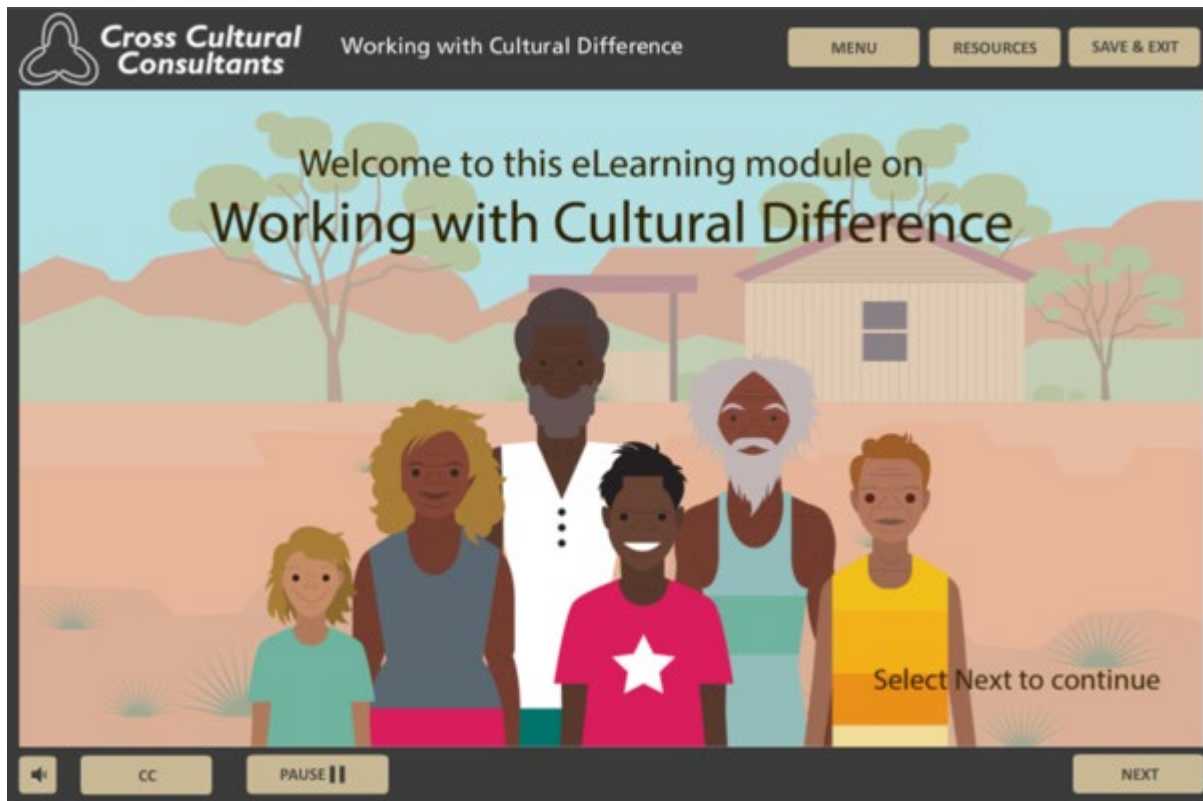 Cross Cultural
Consultants
Working with Cultural Difference
MENU
RESOURCES
SAVE & EXIT
Welcome to this eLearning module on
Working with Cultural Difference
Select Next to continue
CC
PAUSE
NEXT